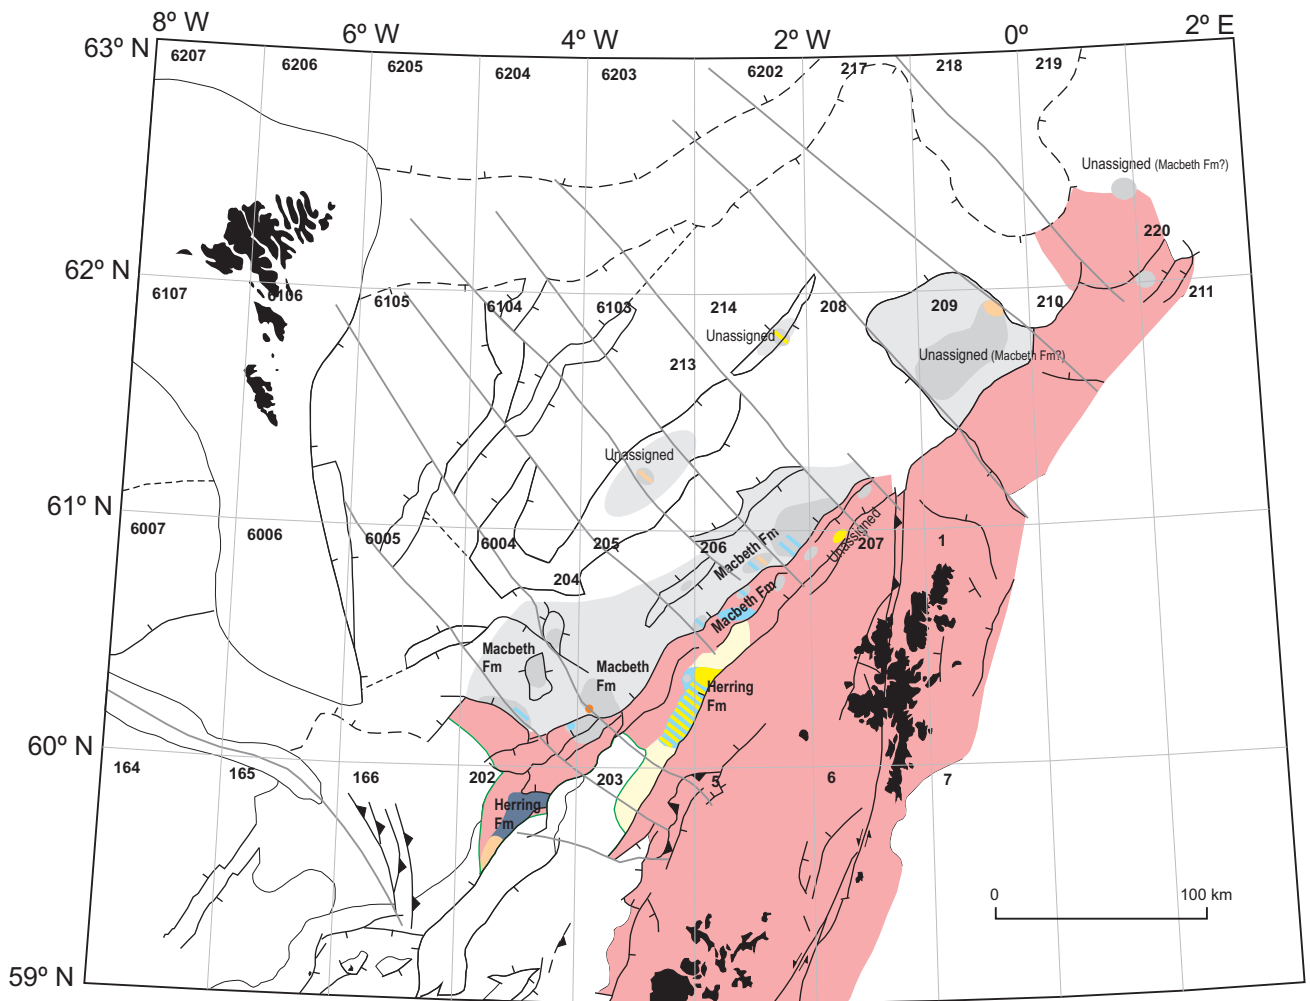 8º W
6º W
4º W
2º W
0º
2º E
63º N
6207
6206
6205
6204
6203
6202
217
218
219
Unassigned (Macbeth Fm?)
220
62º N
6107
6106
6105
6104
6103
214
208
209
210
211
Unassigned
213
Unassigned (Macbeth Fm?)
Unassigned
61º N
6007
6006
6005
6004
205
206
Macbeth Fm
Unassigned
207
1
204
Macbeth Fm
Macbeth
Fm
Macbeth
Fm
Herring
Fm
60º N
164
165
166
202
203
5
6
7
Herring
Fm
0
100 km
59º N